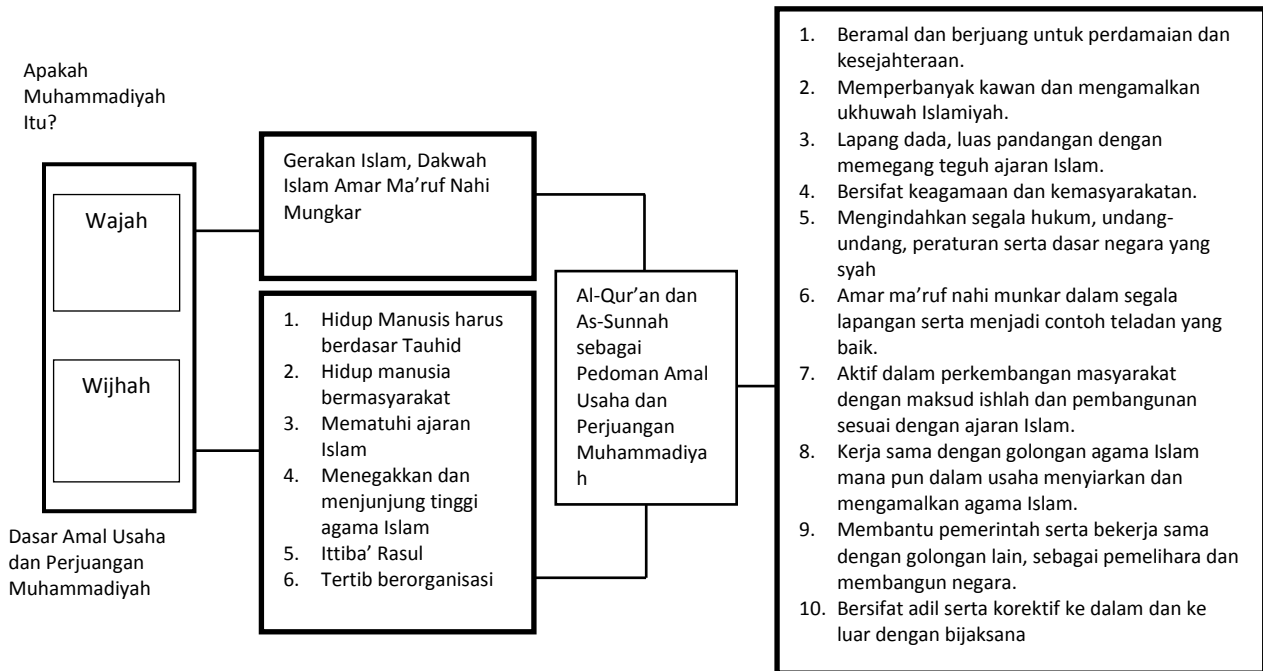 Apakah
Muhammadiyah
Itu?
Wajah
Wijhah
Dasar Amal Usaha
dan Perjuangan
Muhammadiyah
Gerakan Islam, Dakwah
Islam Amar Ma’ruf Nahi
Mungkar
1. Hidup Manusis harus
berdasar Tauhid
2. Hidup manusia
bermasyarakat
3. Mematuhi ajaran
Islam
4. Menegakkan dan
menjunjung tinggi
agama Islam
5. Ittiba’ Rasul
6. Tertib berorganisasi
Al-Qur’an dan
As-Sunnah
sebagai
Pedoman Amal
Usaha dan
Perjuangan
Muhammadiya
h
1. Beramal dan berjuang untuk perdamaian dan
kesejahteraan.
2. Memperbanyak kawan dan mengamalkan
ukhuwah Islamiyah.
3. Lapang dada, luas pandangan dengan
memegang teguh ajaran Islam.
4. Bersifat keagamaan dan kemasyarakatan.
5. Mengindahkan segala hukum, undang-
undang, peraturan serta dasar negara yang
syah
6. Amar ma’ruf nahi munkar dalam segala
lapangan serta menjadi contoh teladan yang
baik.
7. Aktif dalam perkembangan masyarakat
dengan maksud ishlah dan pembangunan
sesuai dengan ajaran Islam.
8. Kerja sama dengan golongan agama Islam
mana pun dalam usaha menyiarkan dan
mengamalkan agama Islam.
9. Membantu pemerintah serta bekerja sama
dengan golongan lain, sebagai pemelihara dan
membangun negara.
10. Bersifat adil serta korektif ke dalam dan ke
luar dengan bijaksana